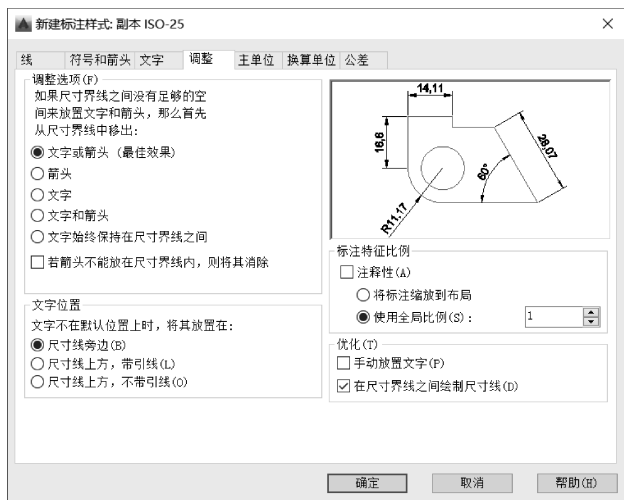 新建标注样式: 副本 ISO-25
线 符号和箭头 文字 调整 主单位 换算单位 公差
调整选项(F)
如果尺寸界线之间没有足够的空
间来放置文字和箭头，那么首先
从尺寸界线中移出:
文字或箭头 (最佳效果)
箭头
文字
文字和箭头
文字始终保持在尺寸界线之间
若箭头不能放在尺寸界线内，则将其消除
文字位置
文字不在默认位置上时，将其放置在:
尺寸线旁边(B)
尺寸线上方，带引线(L)
尺寸线上方，不带引线(O)
14,11
16,6
28,07
60°
R11,17
标注特征比例
注释性(A)
将标注缩放到布局
使用全局比例(S): 1
优化(T)
手动放置文字(P)
在尺寸界线之间绘制尺寸线(D)
确定 取消 帮助(H)